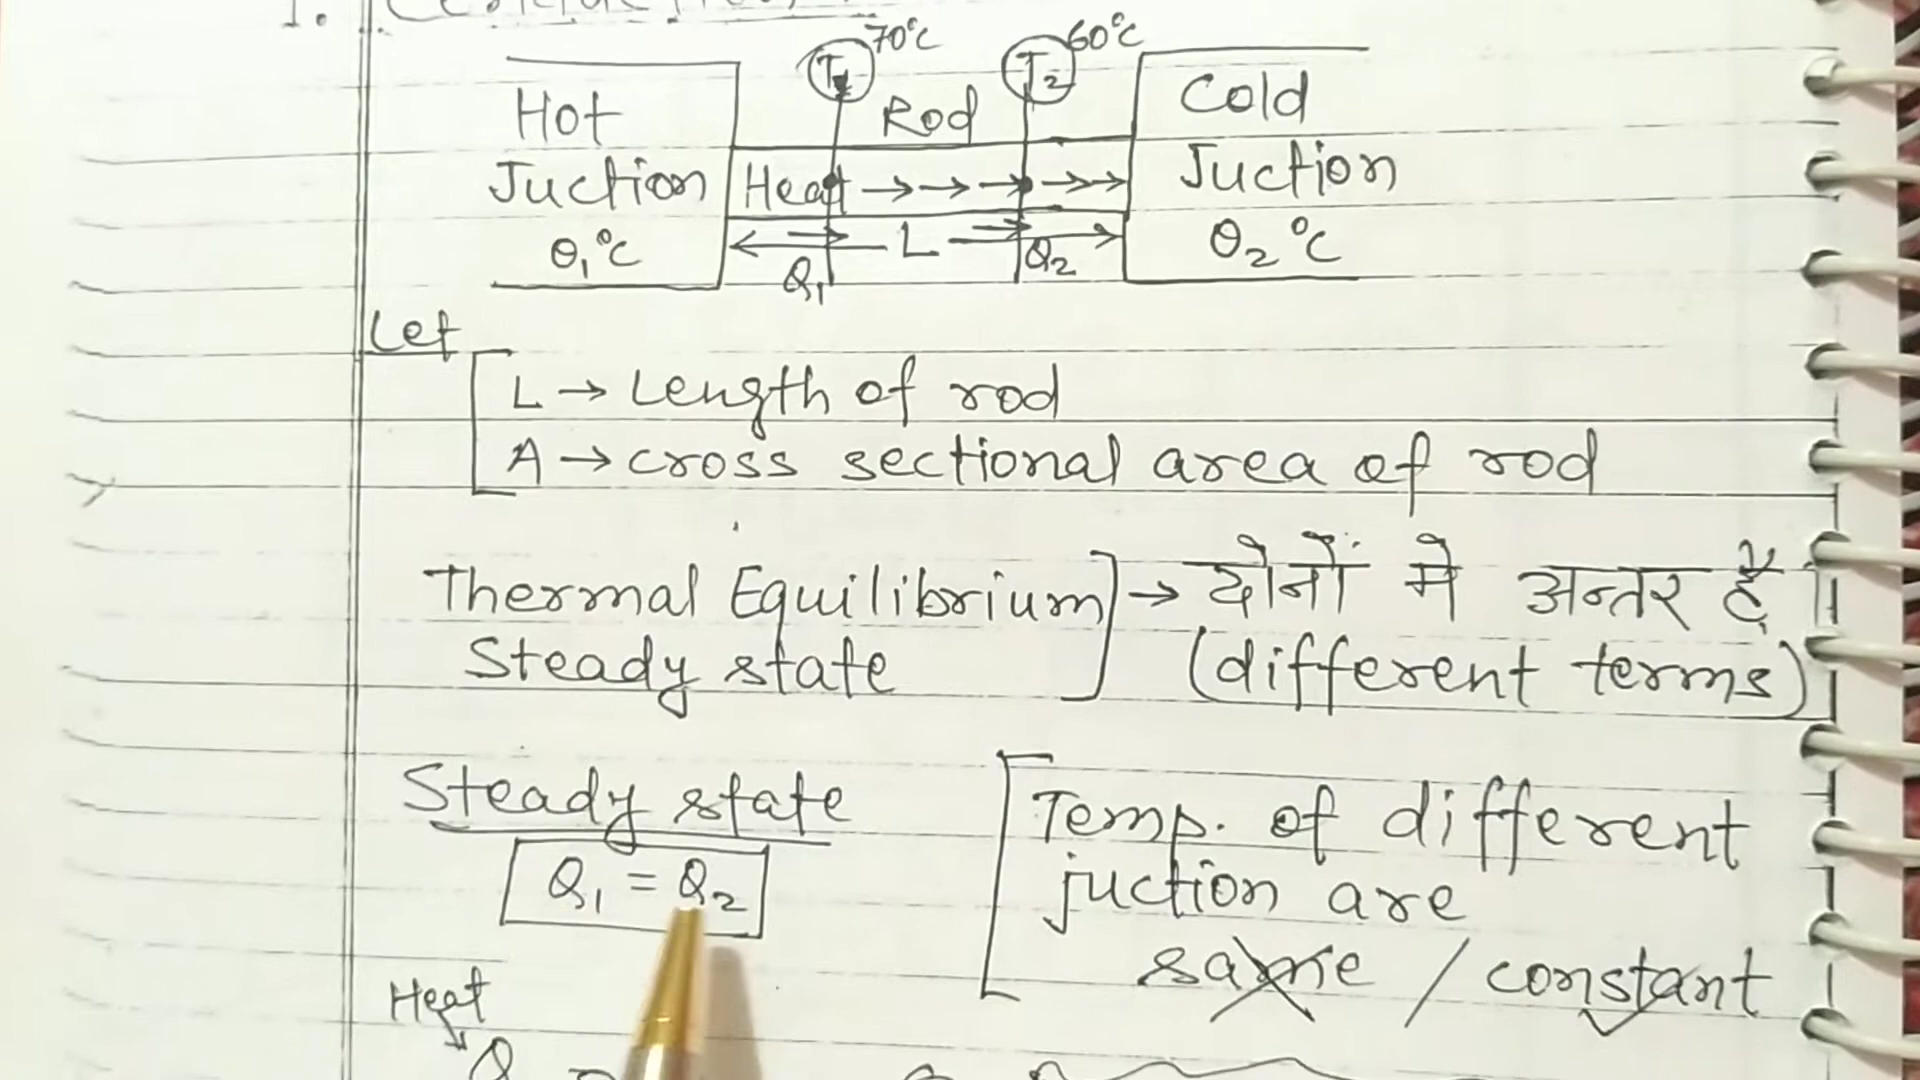 1.
T1 70°C T2 60°C
Hot Rod Cold
Juction Heat Juction
θ1°C L θ2°C
Q1 Q2
Let
L → Length of rod
A → cross sectional area of rod
Thermal Equilibrium → दोनों मे अन्तर है।
Steady state (different terms)
Steady state
Q1 = Q2
Temp. of different
juction are
same / constant
Heat
Q